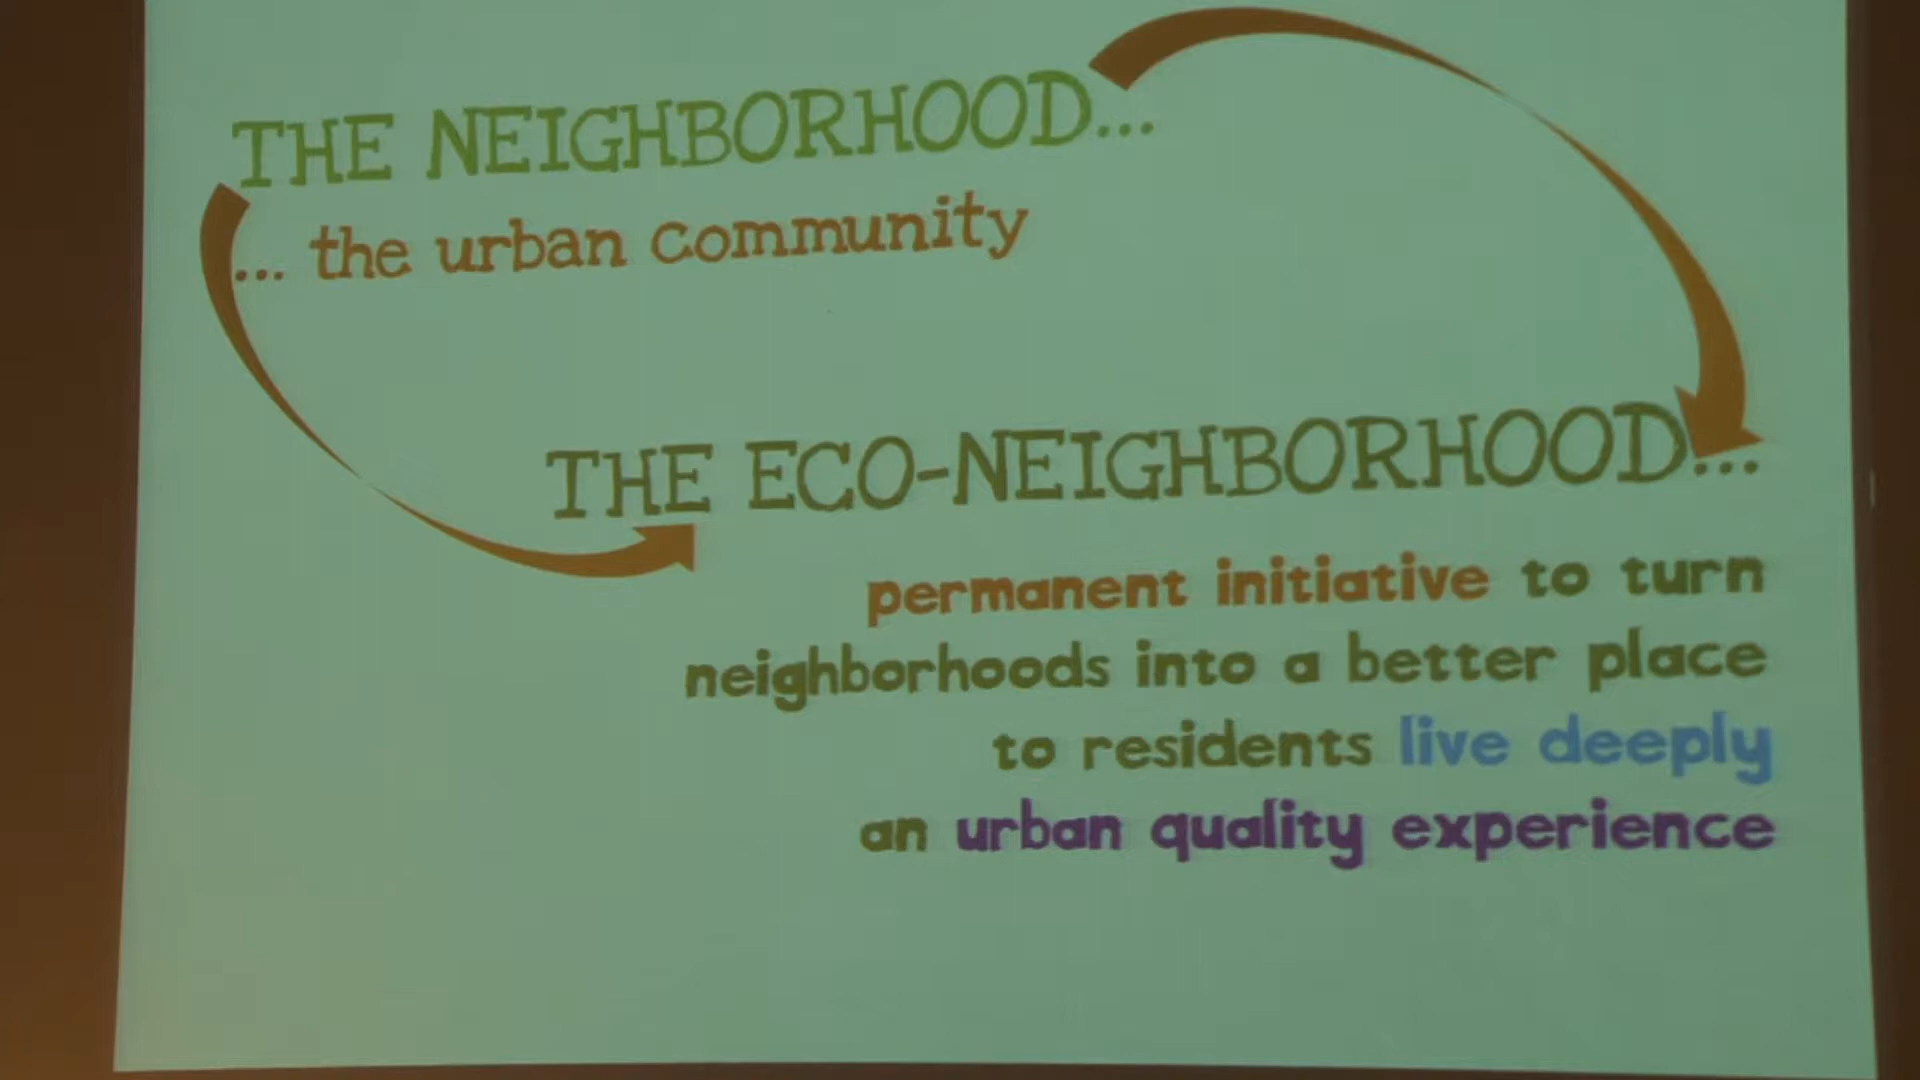 THE NEIGHBORHOOD...
... the urban community
THE ECO-NEIGHBORHOOD...
permanent initiative to turn
neighborhoods into a better place
to residents live deeply
an urban quality experience